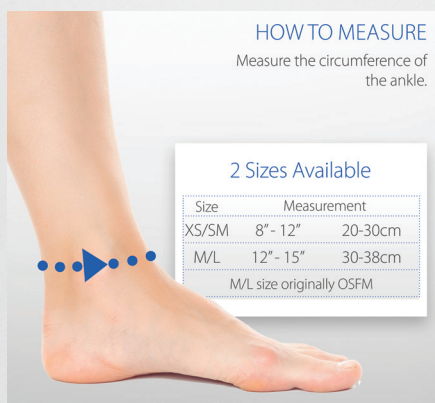 HOW TO MEASURE
Measure the circumference of
the ankle.
2 Sizes Available
Size Measurement
XS/SM 8”- 12” 20-30cm
M/L 12”- 15” 30-38cm
M/L size originally OSFM